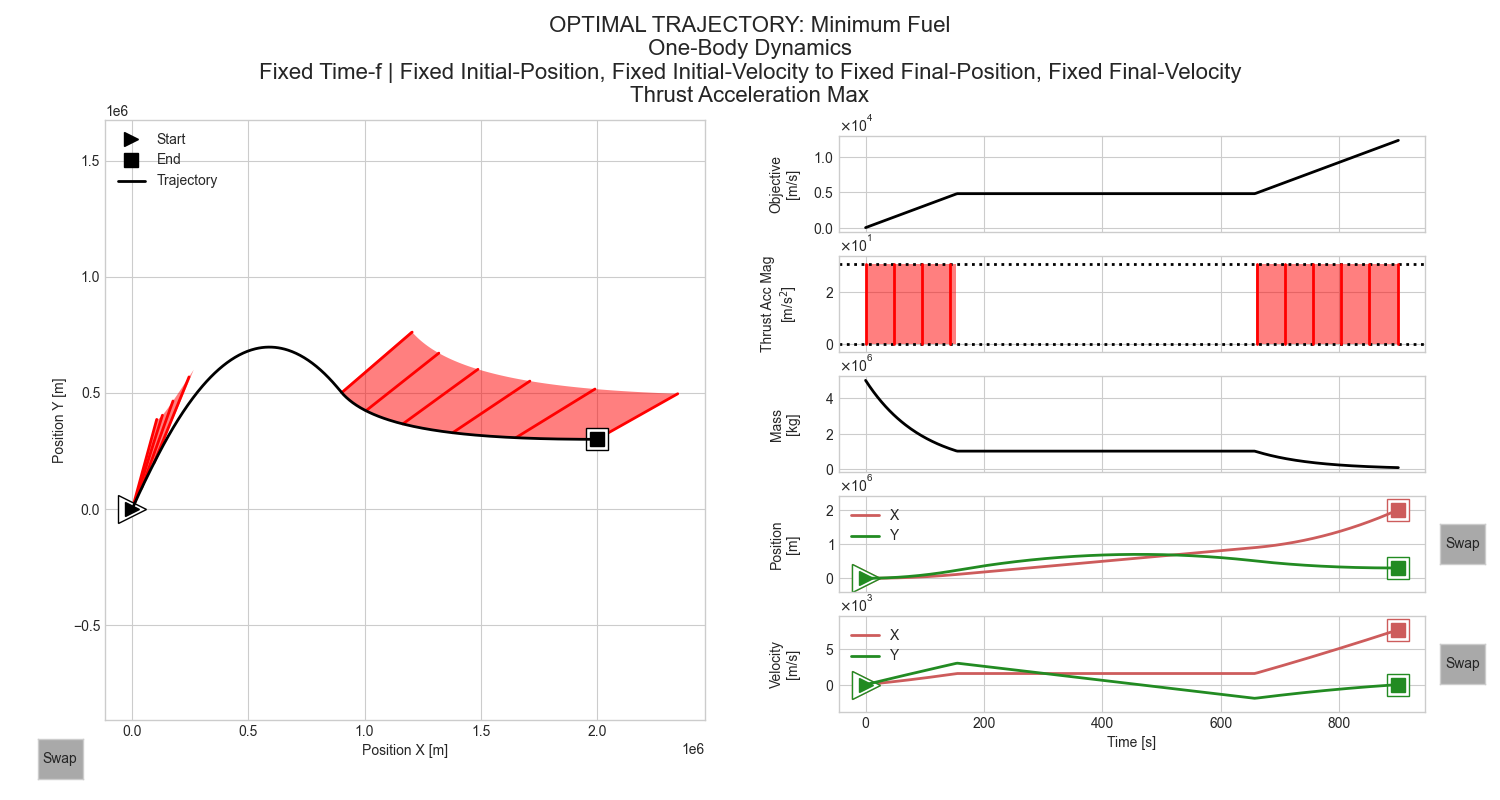 OPTIMAL TRAJECTORY: Minimum Fuel
One-Body Dynamics
Fixed Time-f | Fixed Initial-Position, Fixed Initial-Velocity to Fixed Final-Position, Fixed Final-Velocity
Thrust Acceleration Max
1e6
Start
End
Trajectory
1.5
1.0
0.5
0.0
−0.5
Position Y [m]
0.0
0.5
1.0
1.5
2.0
Position X [m]
1e6
Swap
×10⁴
1.0
0.5
0.0
Objective
[m/s]
×10¹
2
0
Thrust Acc Mag
[m/s²]
×10⁶
4
2
0
Mass
[kg]
×10⁶
2
1
0
Position
[m]
X
Y
Swap
×10³
5
0
Velocity
[m/s]
X
Y
Swap
0
200
400
600
800
Time [s]